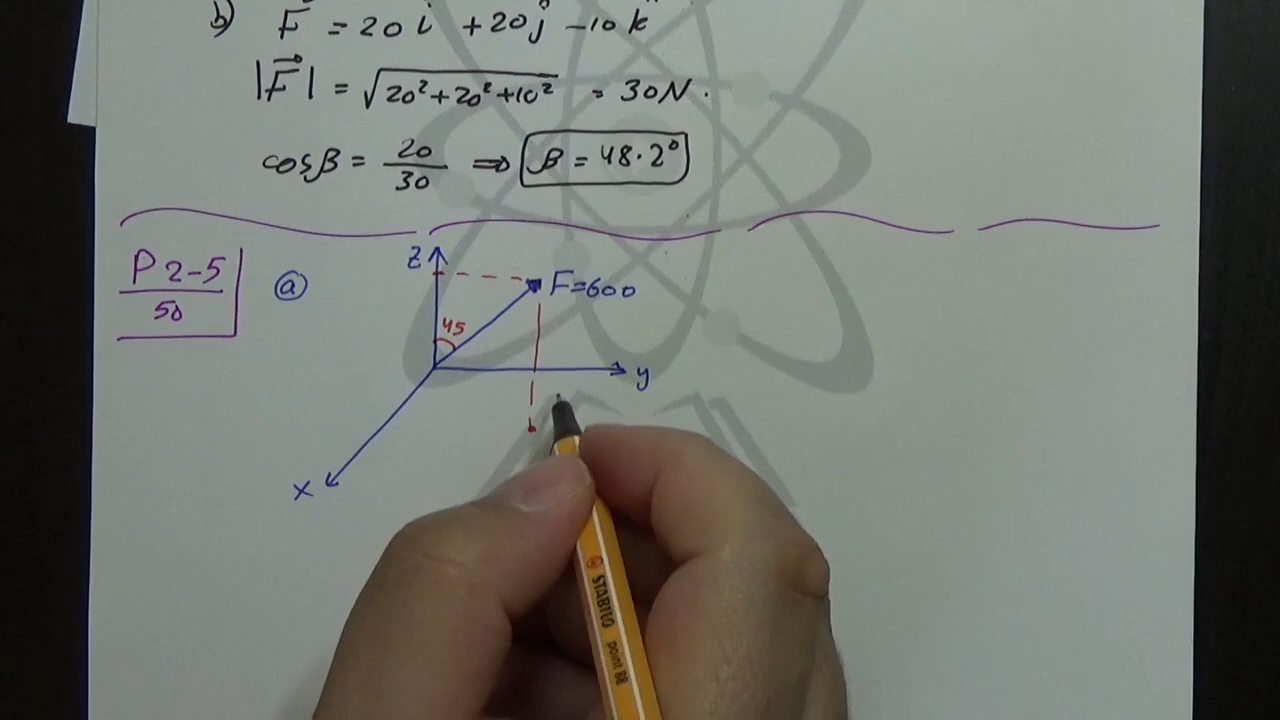 b) F = 20 i + 20 j - 10 k
|F⃗| = √20² + 20² + 10² = 30N.
cosβ = 20/30 ⇒ β = 48.2°
P 2-5/50 ⓐ
z
F=600
45
y
x
STABILO point 88